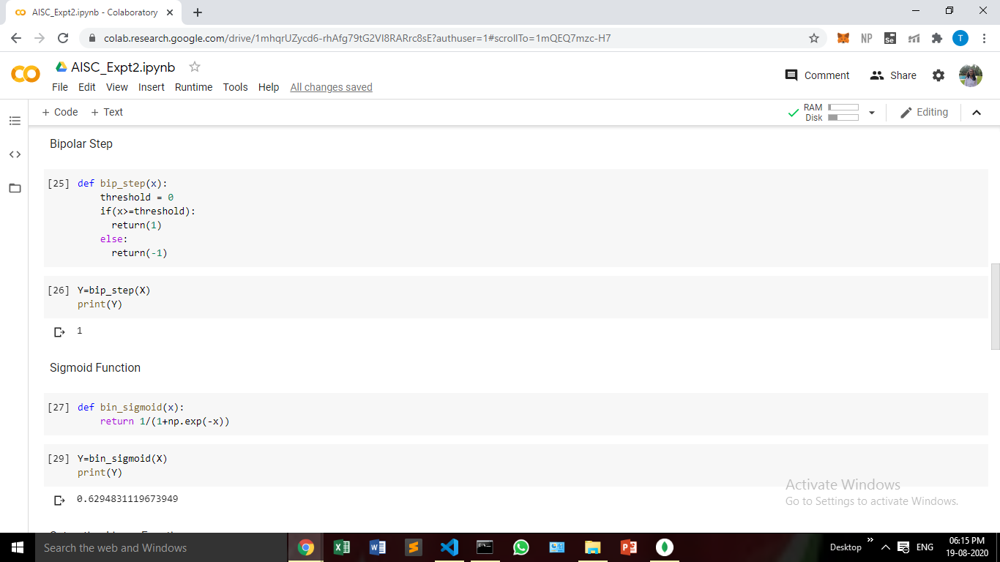 AISC_Expt2.ipynb - Colaboratory
colab.research.google.com/drive/1mhqrUZycd6-rhAfg79tG2VI8RARrc8sE?authuser=1#scrollTo=1mQEQ7mzc-H7
NP
Se
T
AISC_Expt2.ipynb
Comment
Share
File Edit View Insert Runtime Tools Help All changes saved
+ Code + Text
RAM
Disk
Editing
Bipolar Step
[25] def bip_step(x):
threshold = 0
if(x>=threshold):
return(1)
else:
return(-1)
[26] Y=bip_step(X)
print(Y)
1
Sigmoid Function
[27] def bin_sigmoid(x):
return 1/(1+np.exp(-x))
[29] Y=bin_sigmoid(X)
print(Y)
0.6294831119673949
Activate Windows
Go to Settings to activate Windows.
Search the web and Windows
Desktop
ENG
06:15 PM
19-08-2020